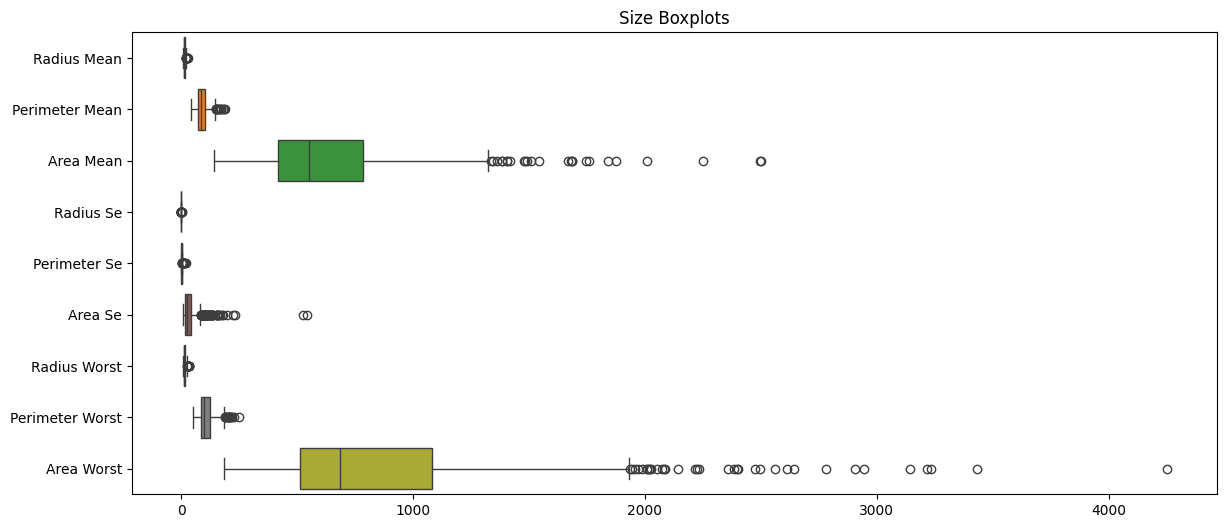 Size Boxplots
Radius Mean
Perimeter Mean
Area Mean
Radius Se
Perimeter Se
Area Se
Radius Worst
Perimeter Worst
Area Worst
0 1000 2000 3000 4000